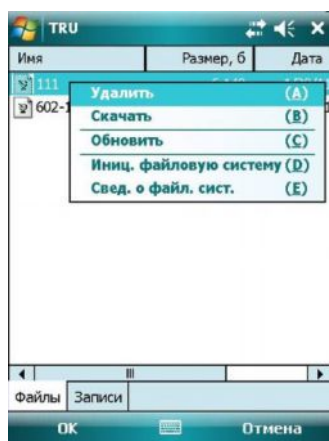 TRU
Имя Размер, б Дата
111
602-1
Удалить (A)
Скачать (B)
Обновить (C)
Иниц. файловую систему (D)
Свед. о файл. сист. (E)
Файлы Записи
OK Отмена